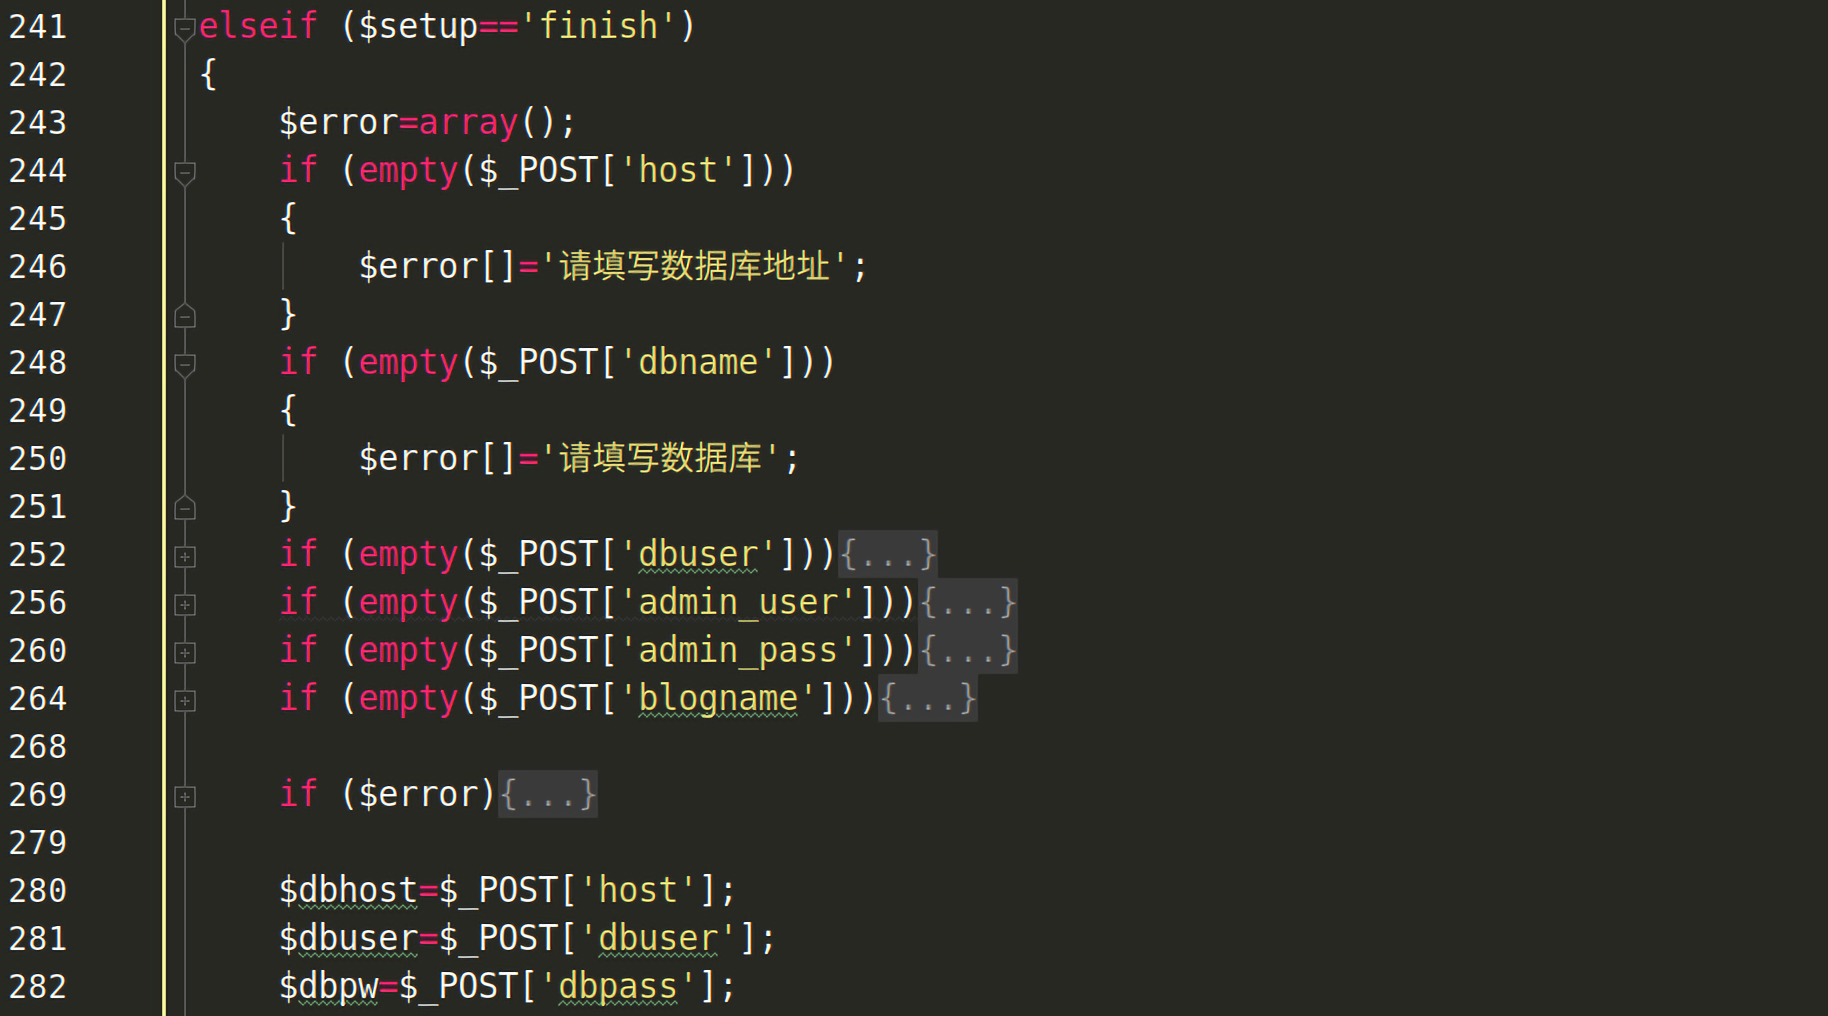 241 elseif ($setup=='finish')
242 {
243 $error=array();
244 if (empty($_POST['host']))
245 {
246 $error[]='请填写数据库地址';
247 }
248 if (empty($_POST['dbname']))
249 {
250 $error[]='请填写数据库';
251 }
252 if (empty($_POST['dbuser'])){...}
256 if (empty($_POST['admin_user'])){...}
260 if (empty($_POST['admin_pass'])){...}
264 if (empty($_POST['blogname'])){...}
268
269 if ($error){...}
279
280 $dbhost=$_POST['host'];
281 $dbuser=$_POST['dbuser'];
282 $dbpw=$_POST['dbpass'];